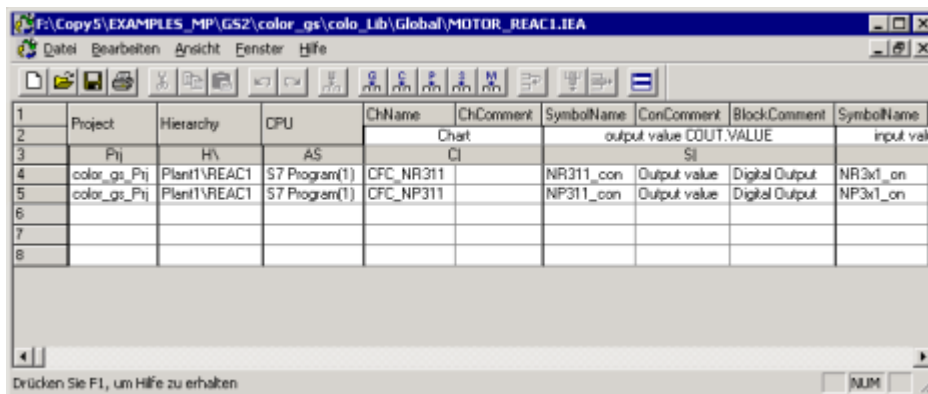 F:\Copy5\EXAMPLES_MP\GS2\color_gs\colo_Lib\Global\MOTOR_REAC1.IEA
Datei Bearbeiten Ansicht Fenster Hilfe
G C P S M
1 Project Hierarchy CPU ChName ChComment SymbolName ConComment BlockComment SymbolName
2 Chart output value COUT.VALUE input val
3 Prj H\ AS CI SI
4 color_gs_Prj Plant1\REAC1 S7 Program(1) CFC_NR311 NR311_con Output value Digital Output NR3x1_on
5 color_gs_Prj Plant1\REAC1 S7 Program(1) CFC_NP311 NP311_con Output value Digital Output NP3x1_on
6
7
8
Drücken Sie F1, um Hilfe zu erhalten NUM